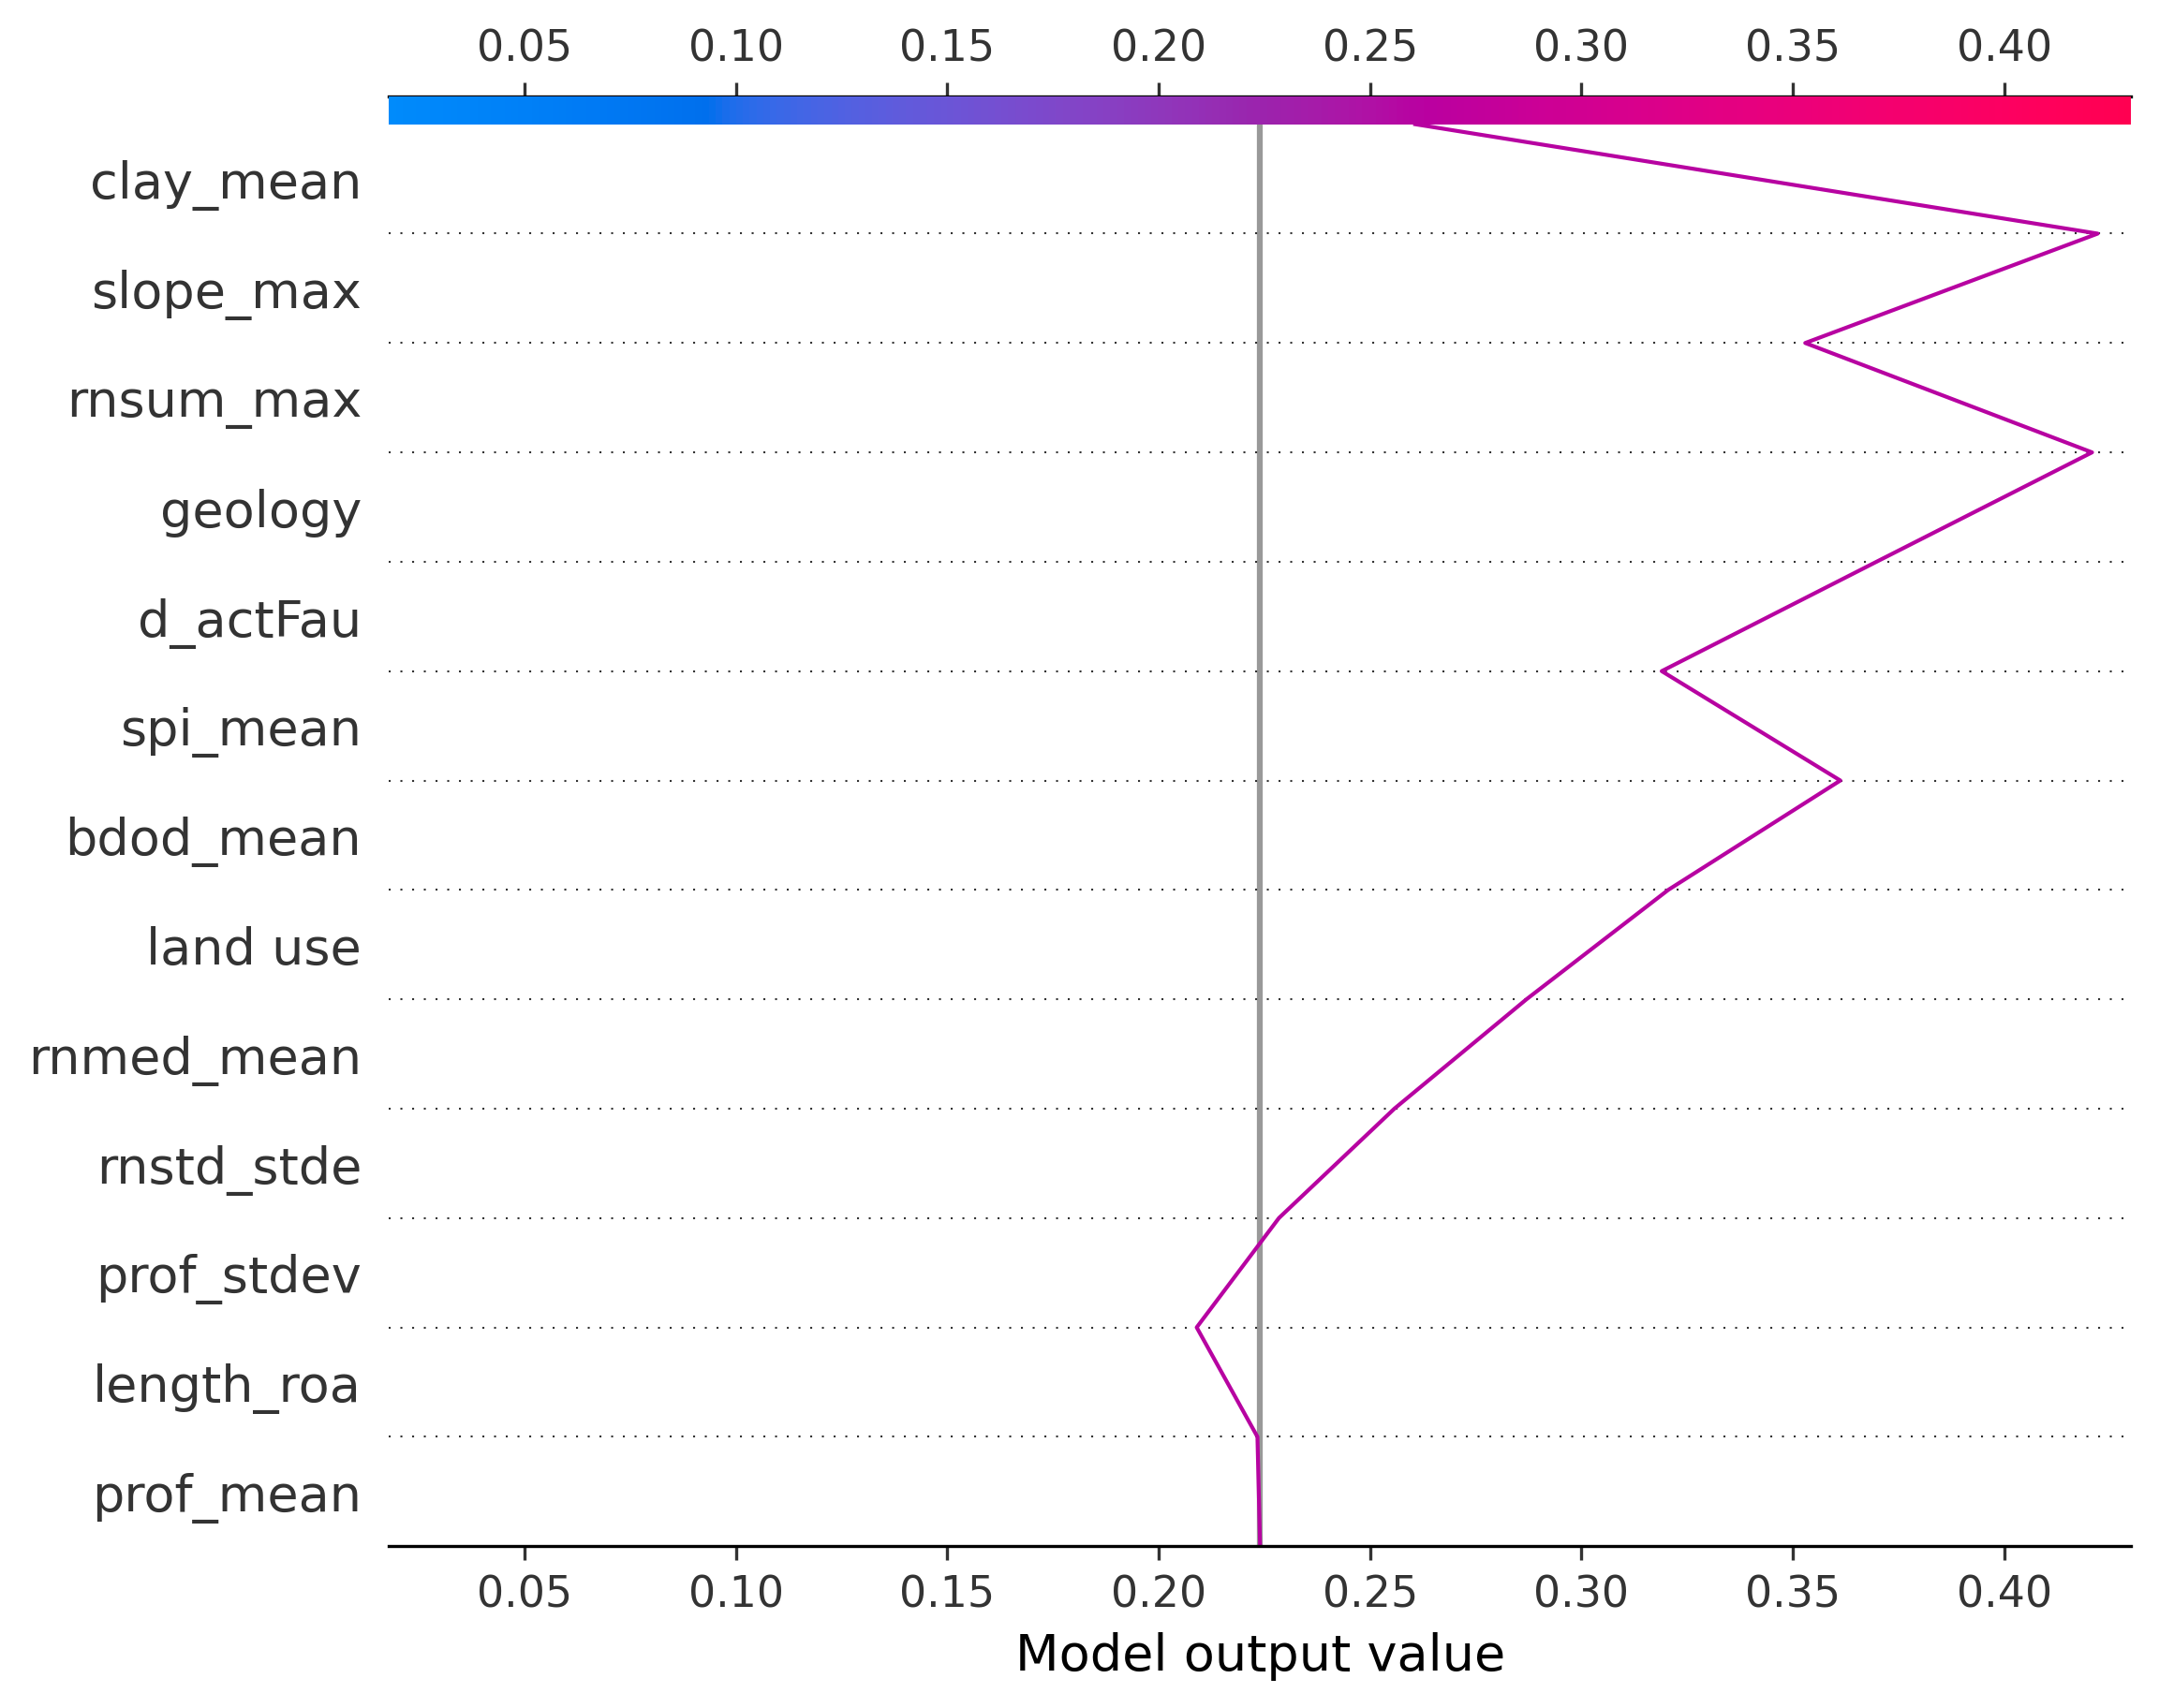 0.05 0.10 0.15 0.20 0.25 0.30 0.35 0.40
clay_mean
slope_max
rnsum_max
geology
d_actFau
spi_mean
bdod_mean
land use
rnmed_mean
rnstd_stde
prof_stdev
length_roa
prof_mean
0.05 0.10 0.15 0.20 0.25 0.30 0.35 0.40
Model output value